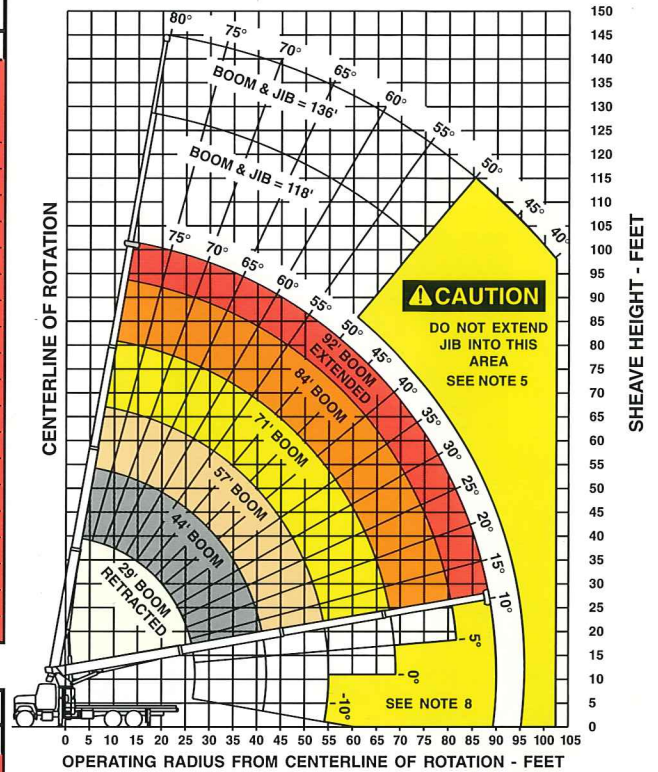 80°
75°
70°
65°
60°
55°
50°
45°
40°
BOOM & JIB = 136'
BOOM & JIB = 118'
75°
70°
65°
60°
55°
50°
45°
40°
35°
30°
25°
20°
15°
10°
5°
0°
-10°
CAUTION
DO NOT EXTEND
JIB INTO THIS
AREA
SEE NOTE 5
92' BOOM
EXTENDED
84' BOOM
71' BOOM
57' BOOM
44' BOOM
29' BOOM
RETRACTED
SEE NOTE 8
CENTERLINE OF ROTATION
150
145
140
135
130
125
120
115
110
105
100
95
90
85
80
75
70
65
60
55
50
45
40
35
30
25
20
15
10
5
0
SHEAVE HEIGHT - FEET
0 5 10 15 20 25 30 35 40 45 50 55 60 65 70 75 80 85 90 95 100 105
OPERATING RADIUS FROM CENTERLINE OF ROTATION - FEET